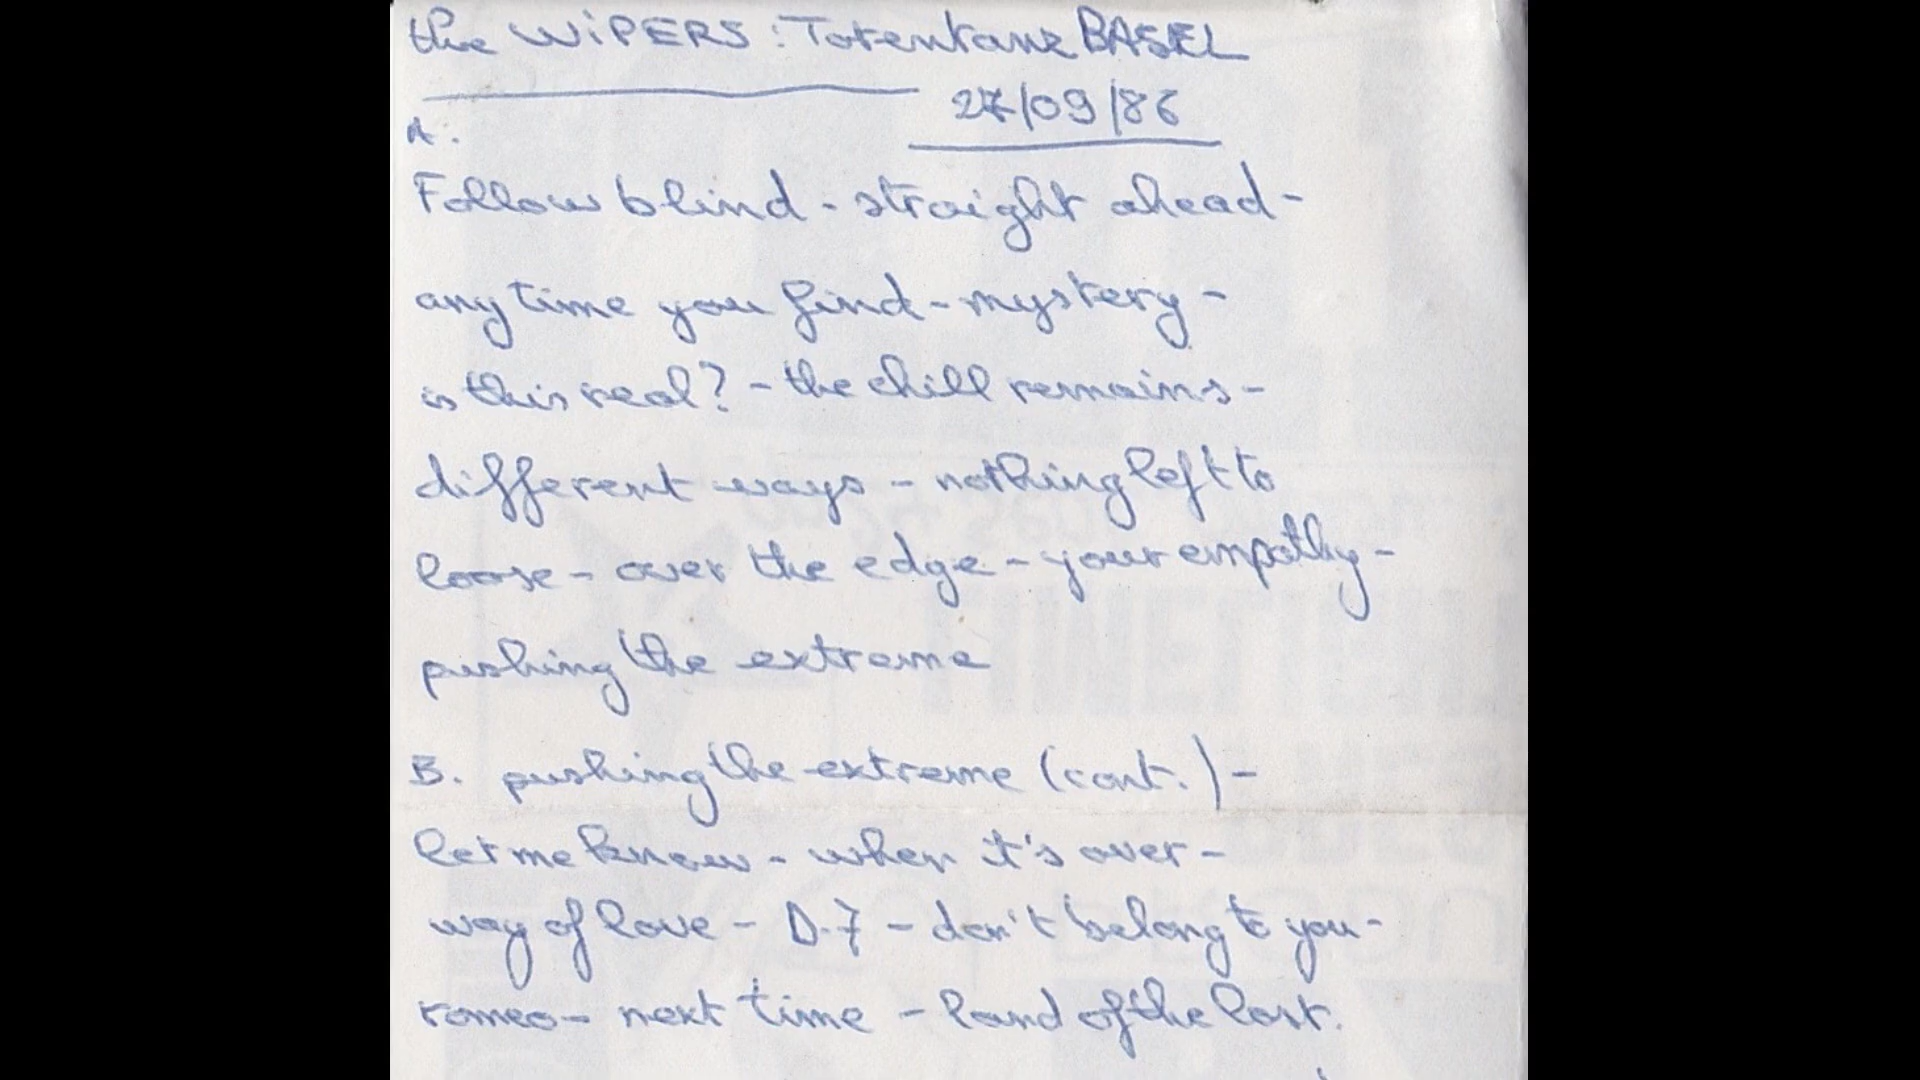 the WiPERS : Totentanz BASEL
27/09/86
A.
Follow blind - straight ahead -
anytime you find - mystery -
is this real? - the chill remains -
different ways - nothing left to
loose - over the edge - your empathy -
pushing the extreme
B. pushing the extreme (cont.) -
let me know - when it's over -
way of love - D.7 - don't belong to you -
romeo - next time - land of the lost.